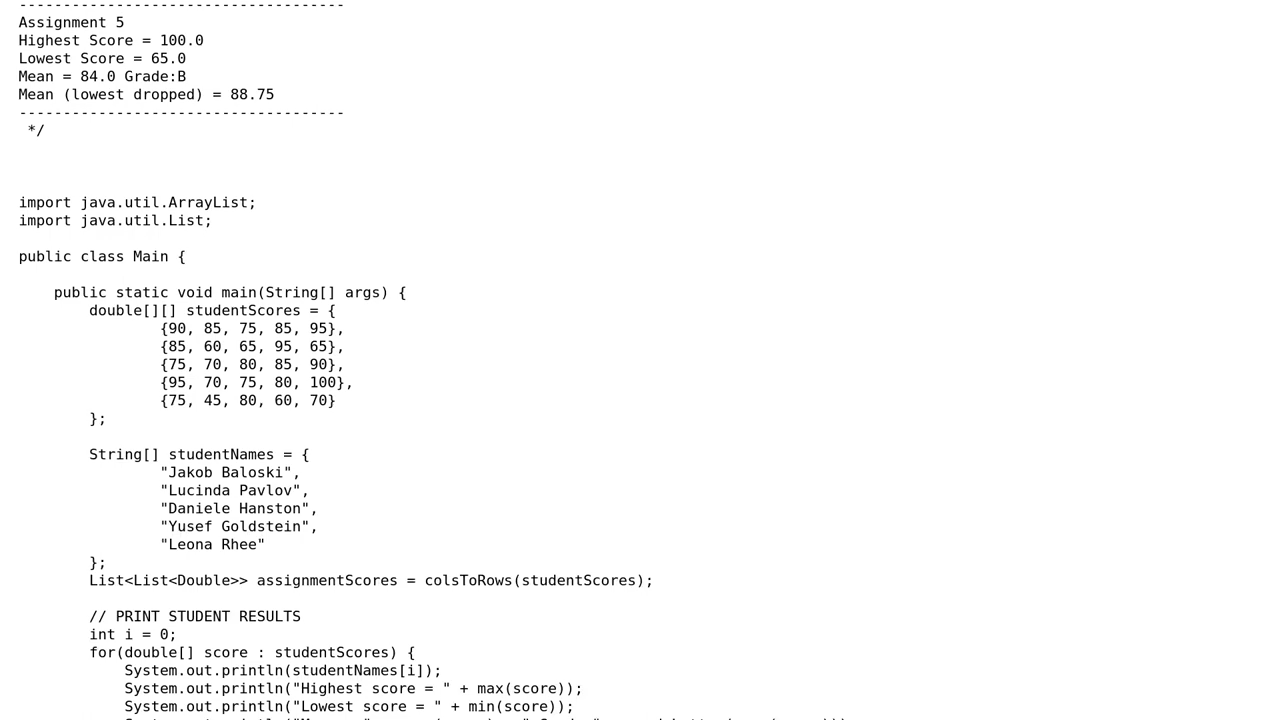 -------------------------------------
Assignment 5
Highest Score = 100.0
Lowest Score = 65.0
Mean = 84.0 Grade:B
Mean (lowest dropped) = 88.75
-------------------------------------
 */

import java.util.ArrayList;
import java.util.List;

public class Main {

    public static void main(String[] args) {
        double[][] studentScores = {
                {90, 85, 75, 85, 95},
                {85, 60, 65, 95, 65},
                {75, 70, 80, 85, 90},
                {95, 70, 75, 80, 100},
                {75, 45, 80, 60, 70}
        };

        String[] studentNames = {
                "Jakob Baloski",
                "Lucinda Pavlov",
                "Daniele Hanston",
                "Yusef Goldstein",
                "Leona Rhee"
        };
        List<List<Double>> assignmentScores = colsToRows(studentScores);

        // PRINT STUDENT RESULTS
        int i = 0;
        for(double[] score : studentScores) {
            System.out.println(studentNames[i]);
            System.out.println("Highest score = " + max(score));
            System.out.println("Lowest score = " + min(score));